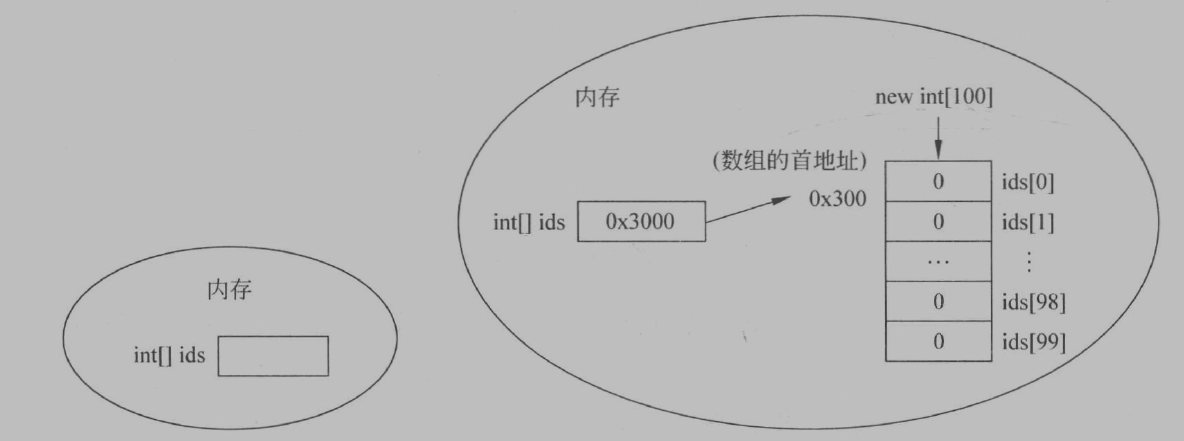 内存
int[] ids
内存
new int[100]
(数组的首地址)
0x300
int[] ids 0x3000
0 ids[0]
0 ids[1]
… ⋮
0 ids[98]
0 ids[99]